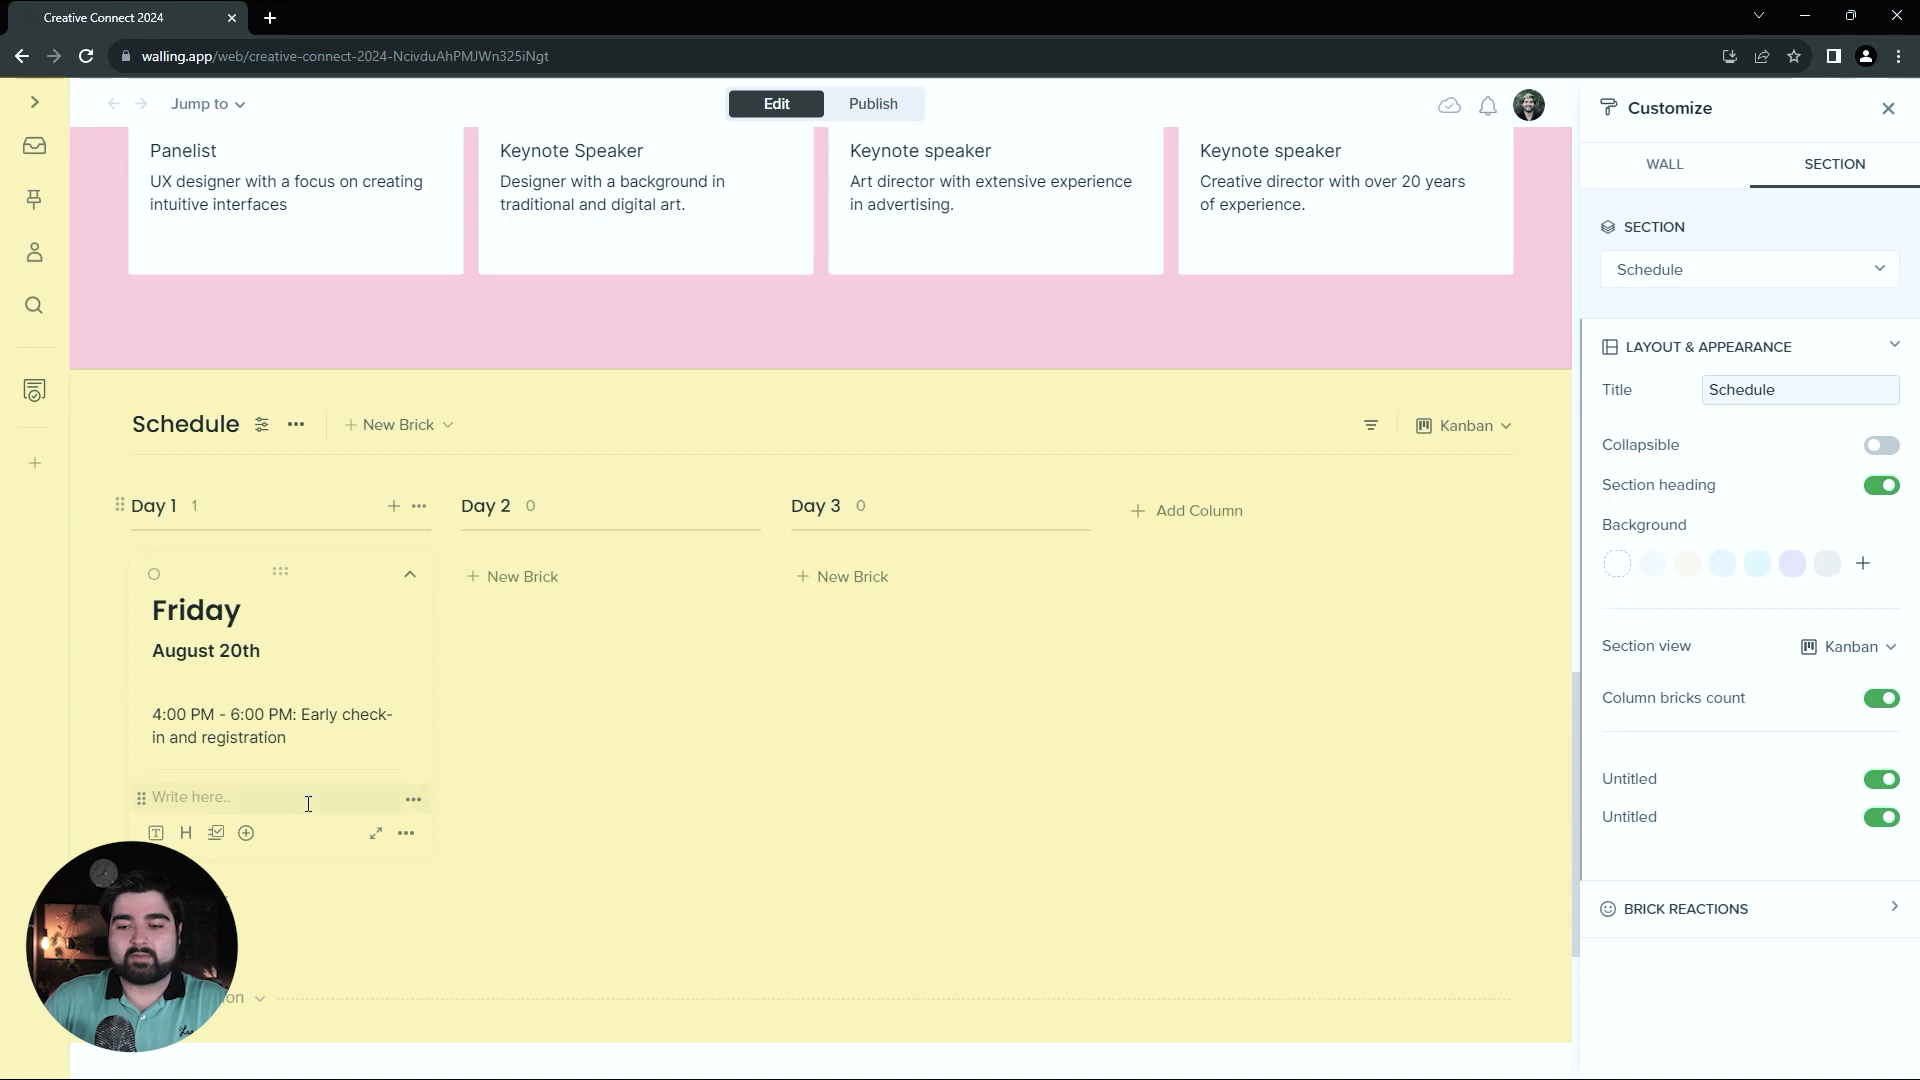 Creative Connect 2024
walling.app/web/creative-connect-2024-NcivduAhPMJWn325iNgt
Jump to
Edit
Publish
Customize
WALL
SECTION
Panelist
UX designer with a focus on creating
intuitive interfaces
Keynote Speaker
Designer with a background in
traditional and digital art.
Keynote speaker
Art director with extensive experience
in advertising.
Keynote speaker
Creative director with over 20 years
of experience.
SECTION
Schedule
LAYOUT & APPEARANCE
Title
Schedule
Collapsible
Section heading
Background
Section view
Kanban
Column bricks count
Untitled
Untitled
BRICK REACTIONS
Schedule
+ New Brick
Kanban
Day 1 1
Day 2 0
Day 3 0
+ Add Column
+ New Brick
+ New Brick
Friday
August 20th
4:00 PM - 6:00 PM: Early check-
in and registration
Write here..
T H
on